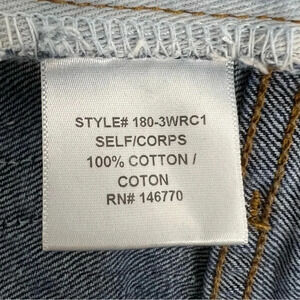 STYLE# 180-3WRC1
SELF/CORPS
100% COTTON /
COTON
RN# 146770